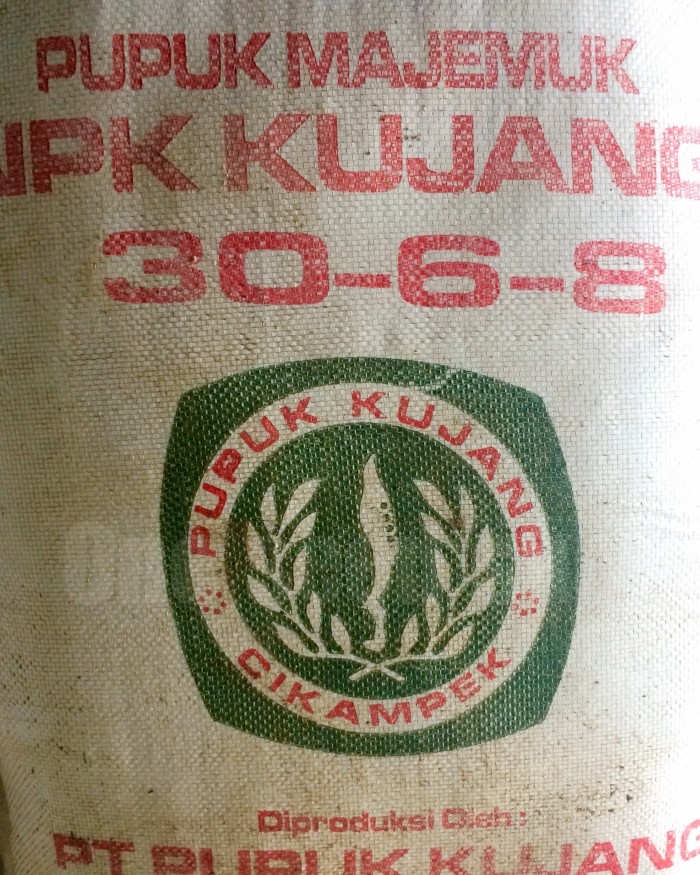 PUPUK MAJEMUK
NPK KUJANG
30-6-8
PUPUK KUJANG
CIKAMPEK
Diproduksi Oleh :
PT PUPUK KUJANG